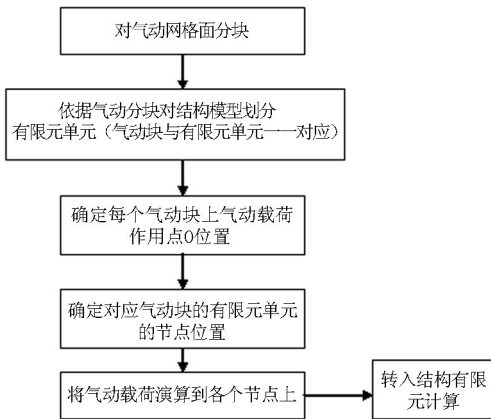 对气动网格面分块
依据气动分块对结构模型划分
有限元单元（气动块与有限元单元一一对应）
确定每个气动块上气动载荷
作用点0位置
确定对应气动块的有限元单元
的节点位置
将气动载荷演算到各个节点上
转入结构有限
元计算